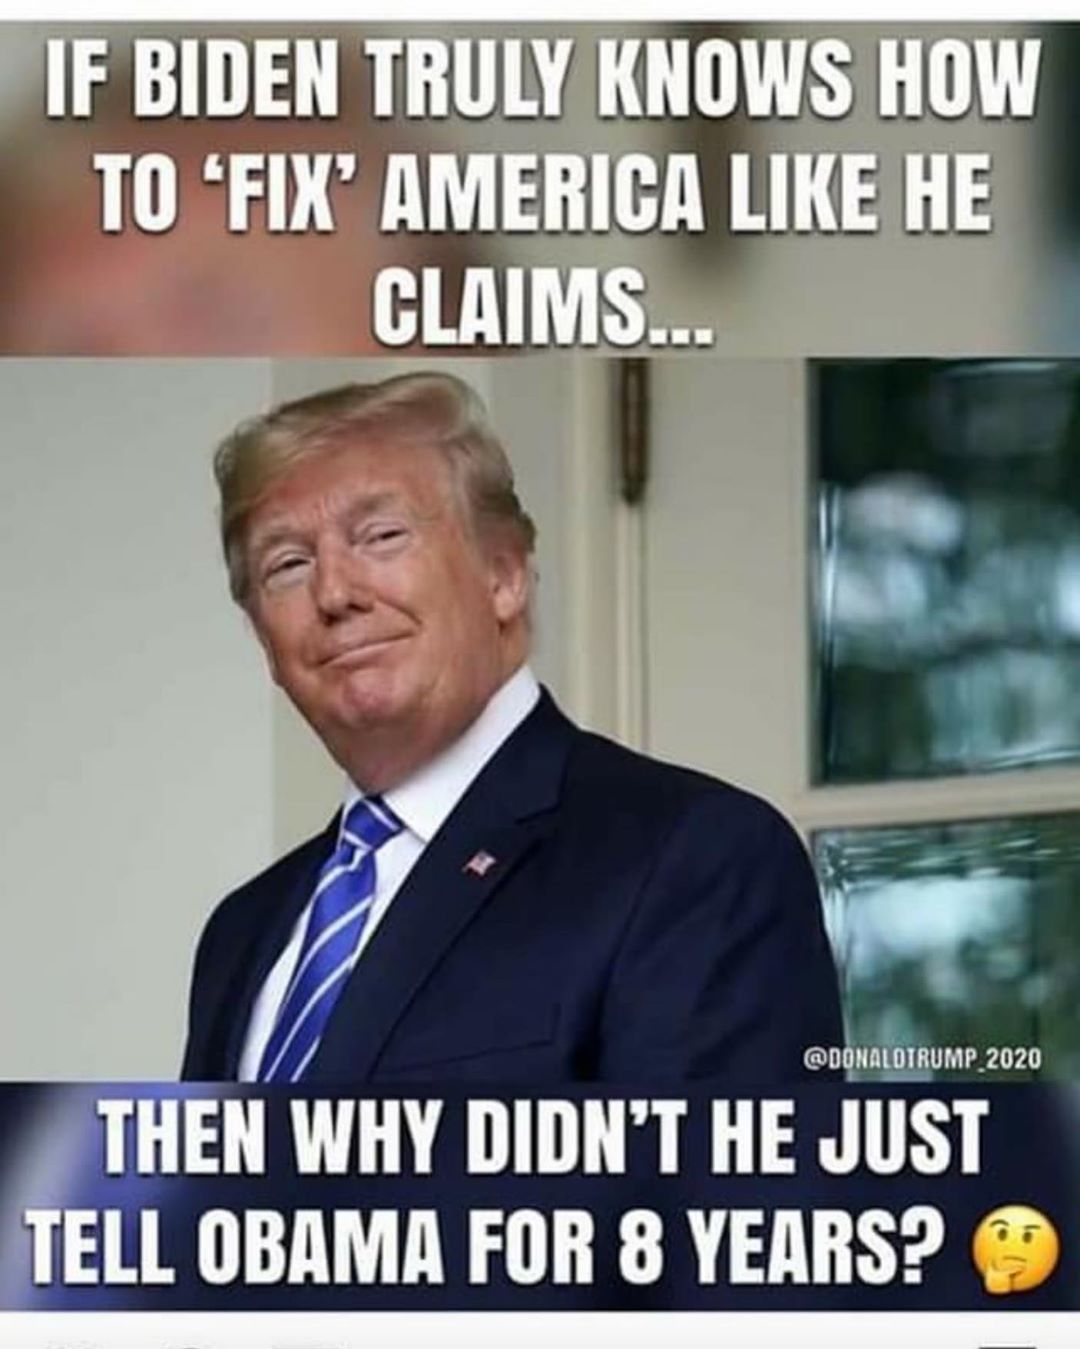 IF BIDEN TRULY KNOWS HOW
TO ‘FIX’ AMERICA LIKE HE
CLAIMS...
@DONALDTRUMP_2020
THEN WHY DIDN’T HE JUST
TELL OBAMA FOR 8 YEARS? 🤔